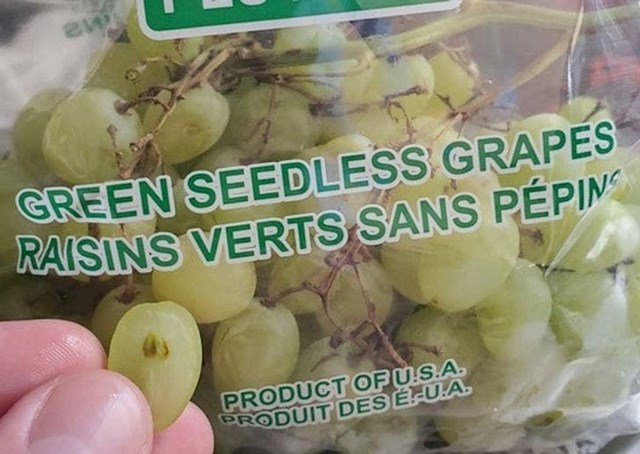 GREEN SEEDLESS GRAPES
RAISINS VERTS SANS PÉPINS
PRODUCT OF U.S.A.
PRODUIT DES É.-U.A.